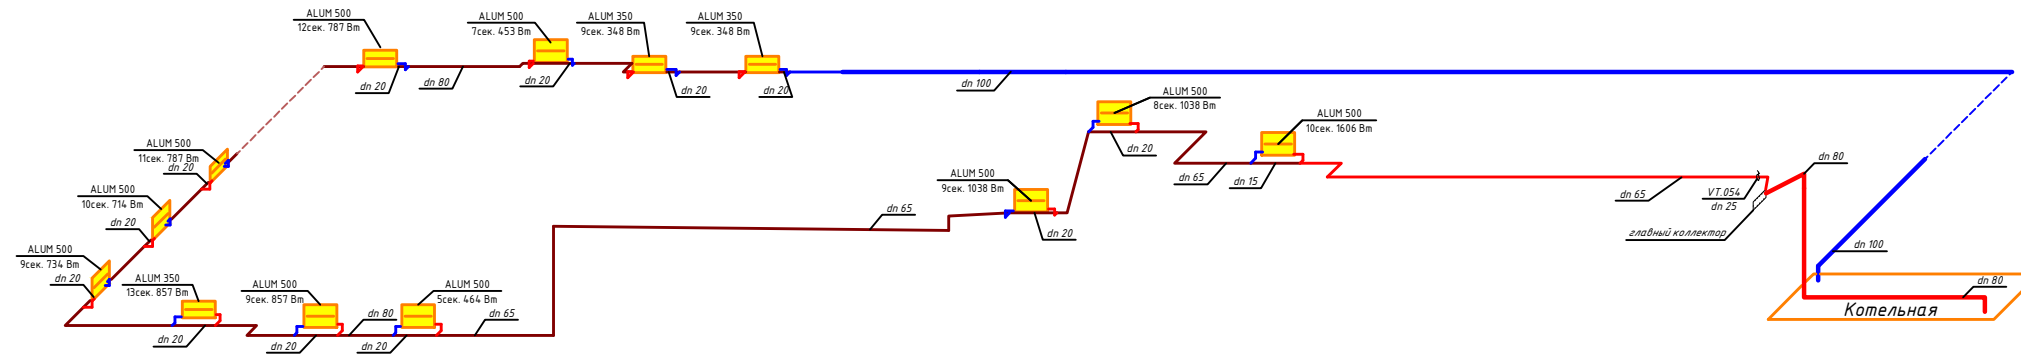 ALUM 500
12сек. 787 Вт
dn 20
dn 80
ALUM 500
7сек. 453 Вт
dn 20
ALUM 350
9сек. 348 Вт
dn 20
ALUM 350
9сек. 348 Вт
dn 20
dn 100
ALUM 500
8сек. 1038 Вт
dn 20
ALUM 500
10сек. 1606 Вт
dn 65
dn 15
dn 65
VT.054
dn 25
dn 80
главный коллектор
dn 100
dn 80
Котельная
ALUM 500
11сек. 787 Вт
dn 20
ALUM 500
10сек. 714 Вт
dn 20
ALUM 500
9сек. 734 Вт
dn 20
ALUM 350
13сек. 857 Вт
dn 20
ALUM 500
9сек. 857 Вт
dn 20
dn 80
ALUM 500
5сек. 464 Вт
dn 20
dn 65
dn 65
ALUM 500
9сек. 1038 Вт
dn 20